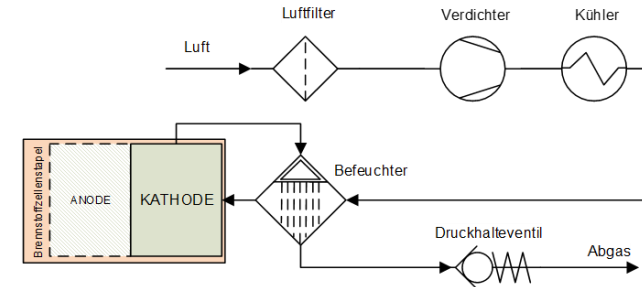 Luftfilter
Verdichter
Kühler
Luft
Brennstoffzellenstapel
ANODE
KATHODE
Befeuchter
Druckhalteventil
Abgas